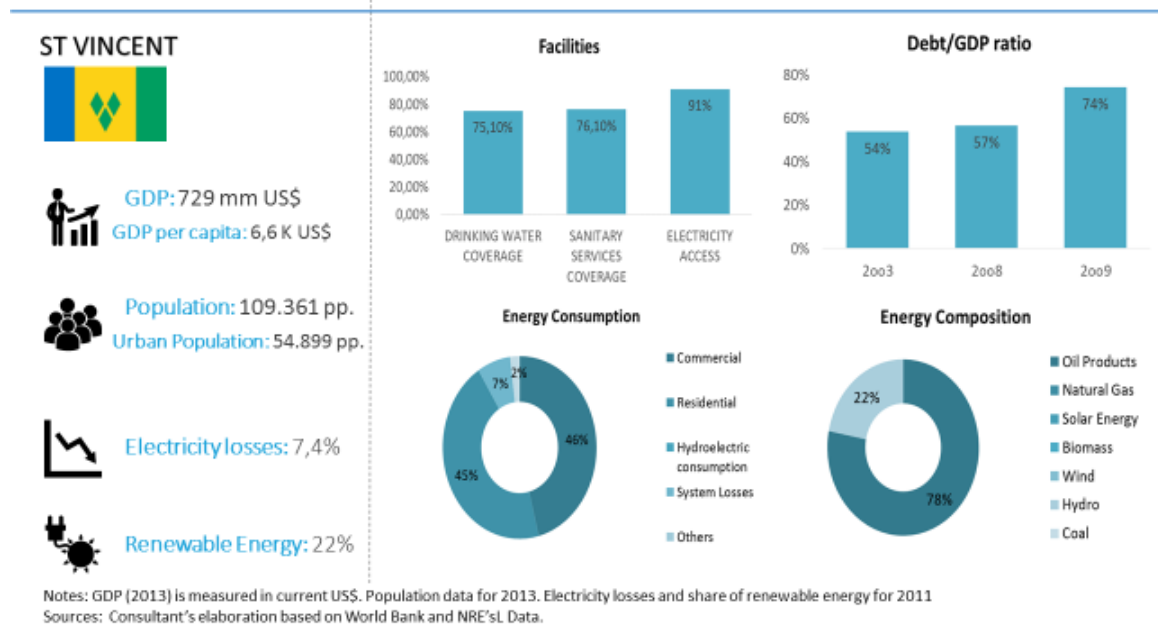 ST VINCENT
GDP: 729 mm US$
GDP per capita: 6,6 K US$
Population: 109.361 pp.
Urban Population: 54.899 pp.
Electricity losses: 7,4%
Renewable Energy: 22%
Facilities
100,00%
80,00%
60,00%
40,00%
20,00%
0,00%
75,10%
76,10%
91%
DRINKING WATER
COVERAGE
SANITARY
SERVICES
COVERAGE
ELECTRICITY
ACCESS
Debt/GDP ratio
80%
60%
40%
20%
0%
54%
57%
74%
2oo3
2oo8
2oo9
Energy Consumption
2%
7%
46%
45%
Commercial
Residential
Hydroelectric
consumption
System Losses
Others
Energy Composition
22%
78%
Oil Products
Natural Gas
Solar Energy
Biomass
Wind
Hydro
Coal
Notes: GDP (2013) is measured in current US$. Population data for 2013. Electricity losses and share of renewable energy for 2011
Sources: Consultant's elaboration based on World Bank and NRE'sL Data.